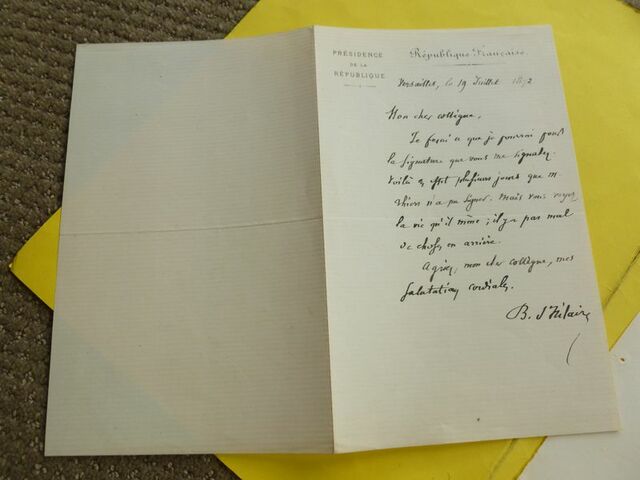 PRÉSIDENCE
DE LA
RÉPUBLIQUE
République Française.
Versailles, le 19 Juillet 1872
Mon cher collègue,
Je ferai ce que je pourrai pour
la signature que vous me signalez.
Voilà en effet plusieurs jours que M.
Thiers n'a pu signer. Mais vous voyez
la vie qu'il mène ; il y a pas mal
de choses en arrière.
Agréez, mon cher collègue, mes
salutations cordiales.
B. St Hilaire